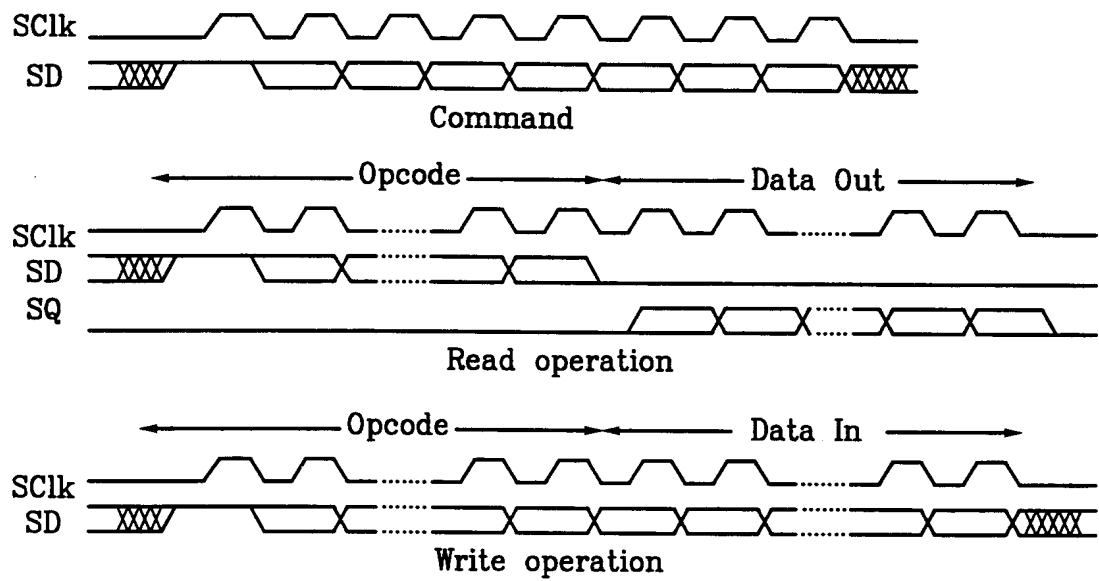 SClk
SD
Command
Opcode Data Out
SClk
SD
SQ
Read operation
Opcode Data In
SClk
SD
Write operation